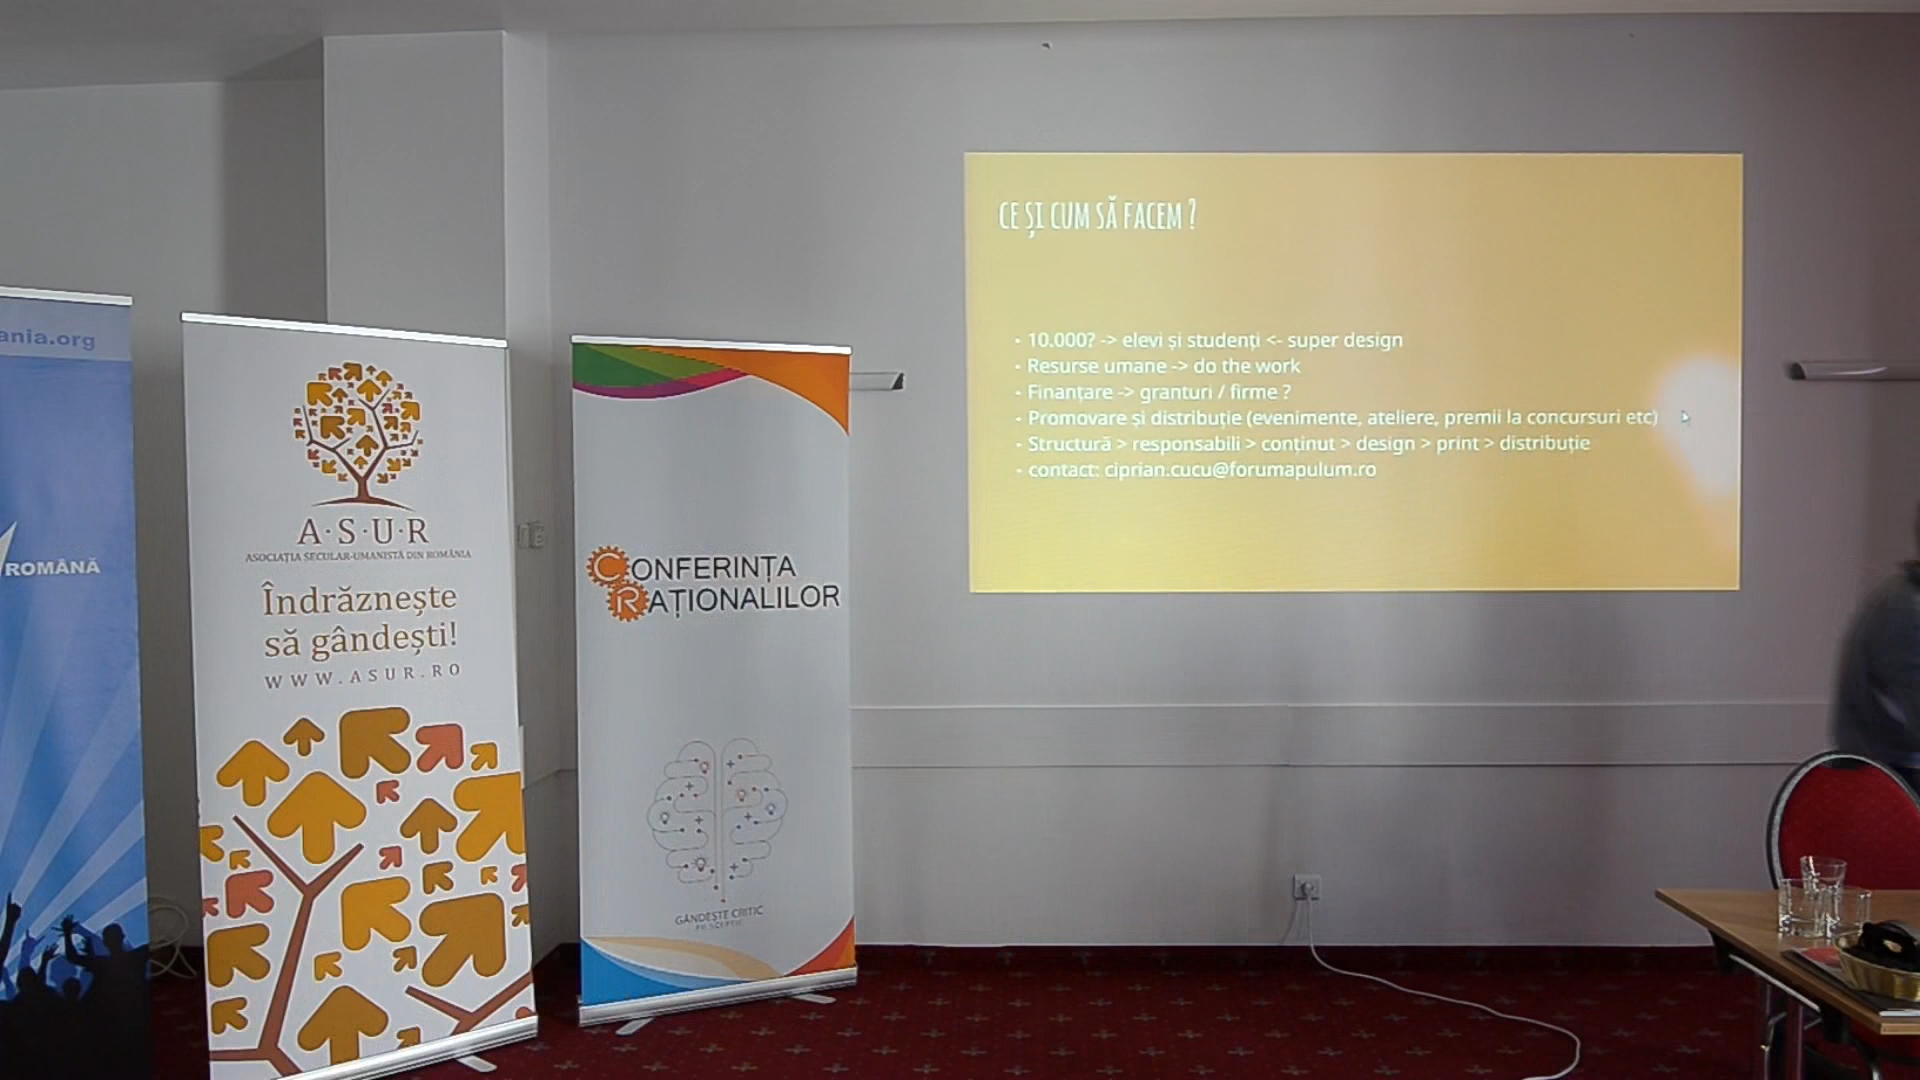 ania.org
ROMÂNĂ
A·S·U·R
ASOCIAȚIA SECULAR-UMANISTĂ DIN ROMÂNIA
Îndrăznește
să gândești!
WWW.ASUR.RO
CONFERINȚA
RAȚIONALILOR
GÂNDEȘTE CRITIC
FII SCEPTIC
CE ȘI CUM SĂ FACEM ?
- 10.000? -> elevi și studenți <- super design
- Resurse umane -> do the work
- Finanțare -> granturi / firme ?
- Promovare și distribuție (evenimente, ateliere, premii la concursuri etc)
- Structură > responsabili > conținut > design > print > distribuție
- contact: ciprian.cucu@forumapulum.ro